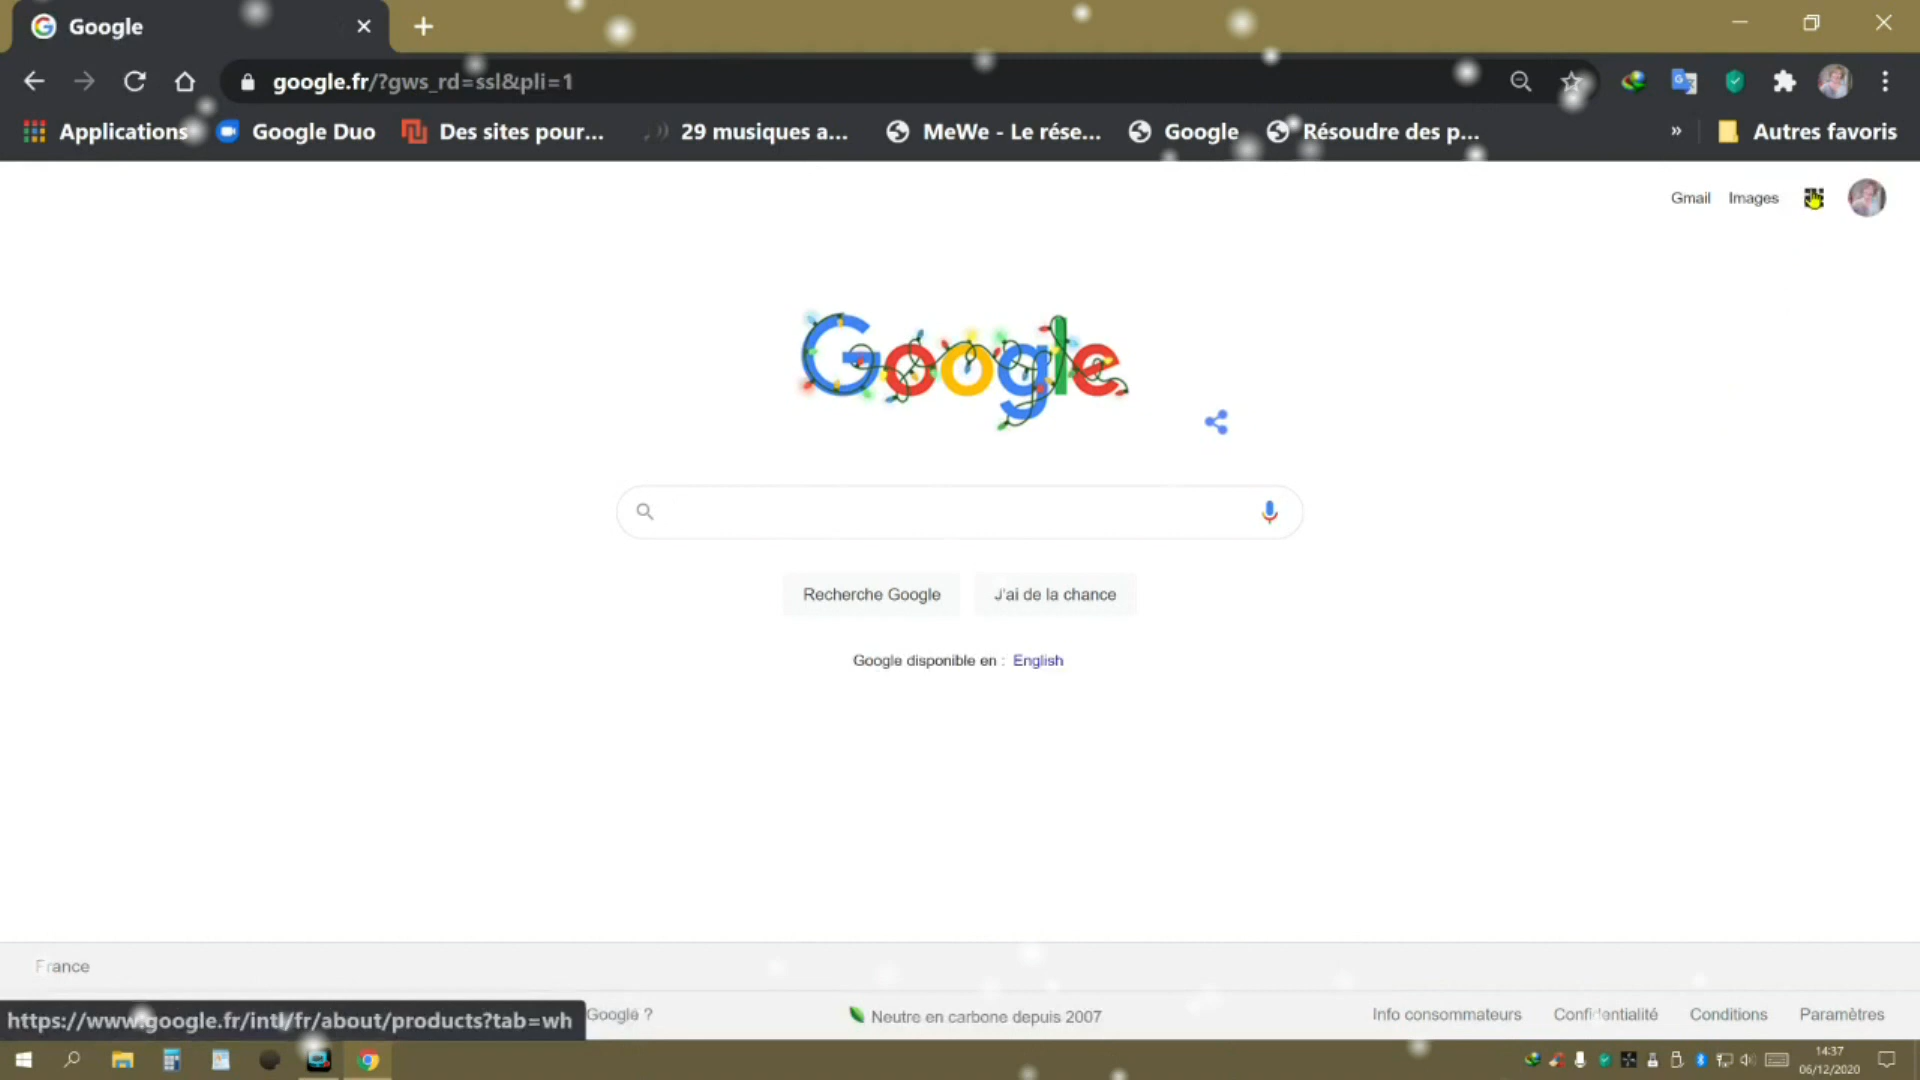 Google
google.fr/?gws_rd=ssl&pli=1
Applications
Google Duo
Des sites pour...
29 musiques a...
MeWe - Le rése...
Google
Résoudre des p...
»
Autres favoris
Gmail
Images
Google
Recherche Google
J'ai de la chance
Google disponible en : English
France
https://www.google.fr/intl/fr/about/products?tab=wh
Google ?
Neutre en carbone depuis 2007
Info consommateurs
Confidentialité
Conditions
Paramètres
14:37
06/12/2020